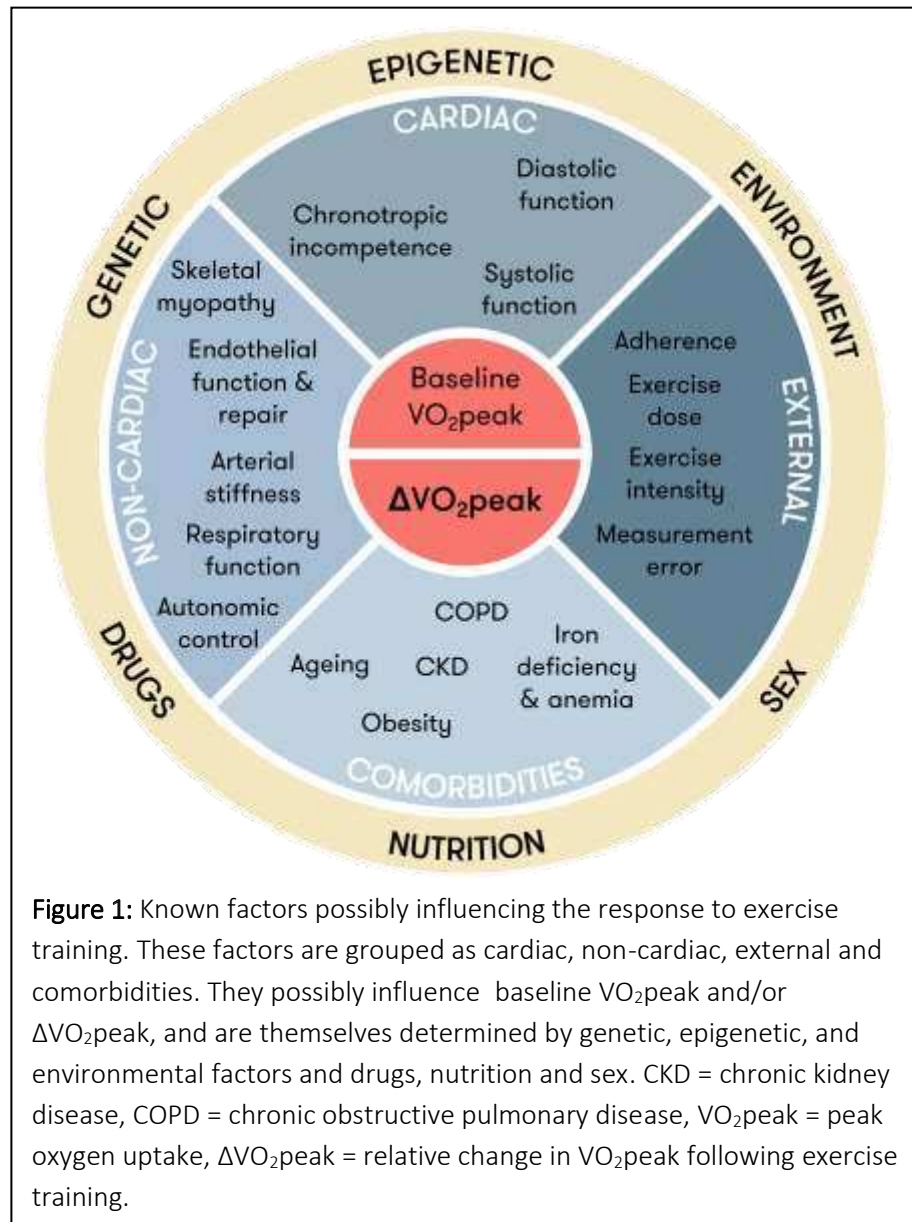 EPIGENETIC
CARDIAC
Diastolic
function
Chronotropic
incompetence
Systolic
function
ENVIRONMENT
EXTERNAL
Adherence
Exercise
dose
Exercise
intensity
Measurement
error
SEX
NUTRITION
COMORBIDITIES
COPD
Ageing
CKD
Iron
deficiency
& anemia
Obesity
DRUGS
GENETIC
NON-CARDIAC
Skeletal
myopathy
Endothelial
function &
repair
Arterial
stiffness
Respiratory
function
Autonomic
control
Baseline
VO₂peak
ΔVO₂peak
Figure 1: Known factors possibly influencing the response to exercise
training. These factors are grouped as cardiac, non-cardiac, external and
comorbidities. They possibly influence baseline VO₂peak and/or
ΔVO₂peak, and are themselves determined by genetic, epigenetic, and
environmental factors and drugs, nutrition and sex. CKD = chronic kidney
disease, COPD = chronic obstructive pulmonary disease, VO₂peak = peak
oxygen uptake, ΔVO₂peak = relative change in VO₂peak following exercise
training.